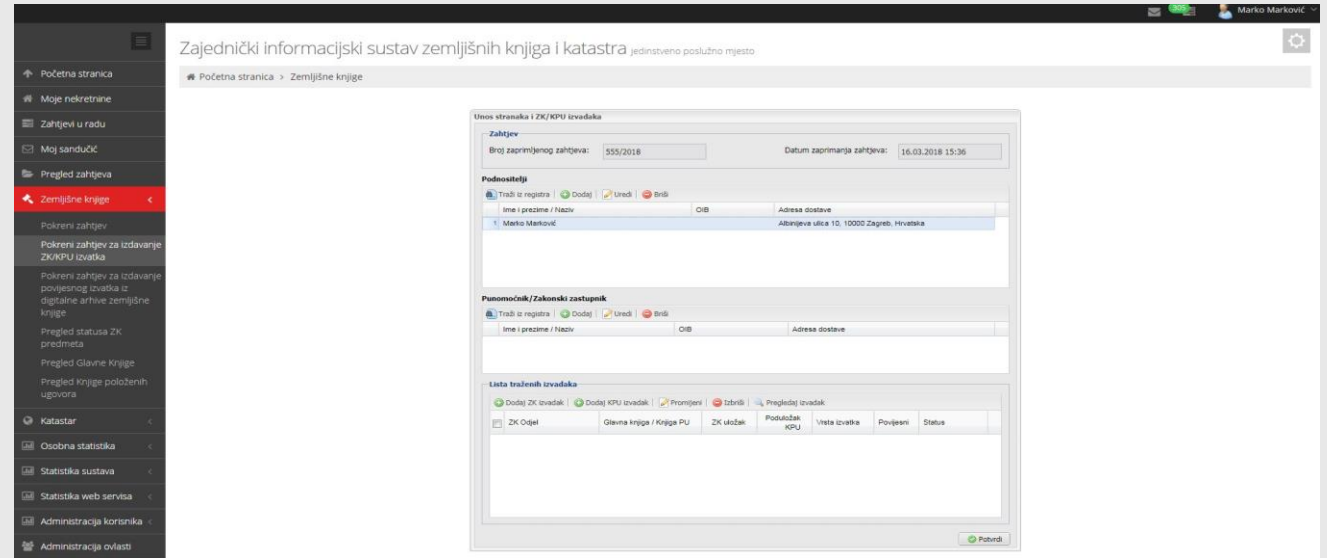 305
Marko Marković
Zajednički informacijski sustav zemljišnih knjiga i katastra jedinstveno poslužno mjesto
Početna stranica > Zemljišne knjige
Početna stranica
Moje nekretnine
Zahtjevi u radu
Moj sandučić
Pregled zahtjeva
Zemljišne knjige
Pokreni zahtjev
Pokreni zahtjev za izdavanje
ZK/KPU izvatka
Pokreni zahtjev za izdavanje
povijesnog izvatka iz
digitalne arhive zemljišne
knjige
Pregled statusa ZK
predmeta
Pregled Glavne Knjige
Pregled Knjige položenih
ugovora
Katastar
Osobna statistika
Statistika sustava
Statistika web servisa
Administracija korisnika
Administracija ovlasti
Unos stranaka i ZK/KPU izvadaka
Zahtjev
Broj zaprimljenog zahtjeva: 555/2018 Datum zaprimanja zahtjeva: 16.03.2018 15:36
Podnositelji
Traži iz registra Dodaj Uredi Briši
Ime i prezime / Naziv OIB Adresa dostave
1 Marko Marković Albinijeva ulica 10, 10000 Zagreb, Hrvatska
Punomoćnik/Zakonski zastupnik
Traži iz registra Dodaj Uredi Briši
Ime i prezime / Naziv OIB Adresa dostave
Lista traženih izvadaka
Dodaj ZK izvadak Dodaj KPU izvadak Promijeni Izbriši Pregledaj izvadak
ZK Odjel Glavna knjiga / Knjiga PU ZK uložak Poduložak KPU Vrsta izvatka Povijesni Status
Potvrdi